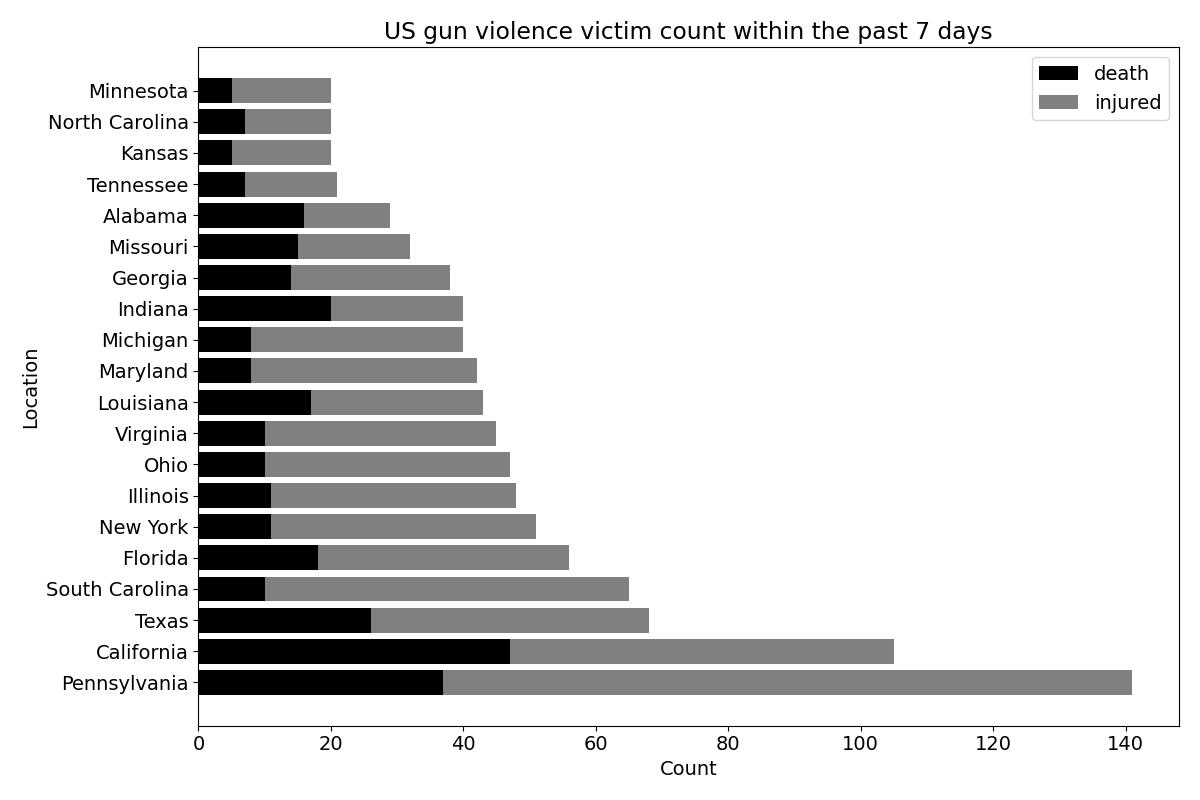 US gun violence victim count within the past 7 days
death
injured
Minnesota
North Carolina
Kansas
Tennessee
Alabama
Missouri
Georgia
Indiana
Michigan
Maryland
Louisiana
Virginia
Ohio
Illinois
New York
Florida
South Carolina
Texas
California
Pennsylvania
Location
0 20 40 60 80 100 120 140
Count